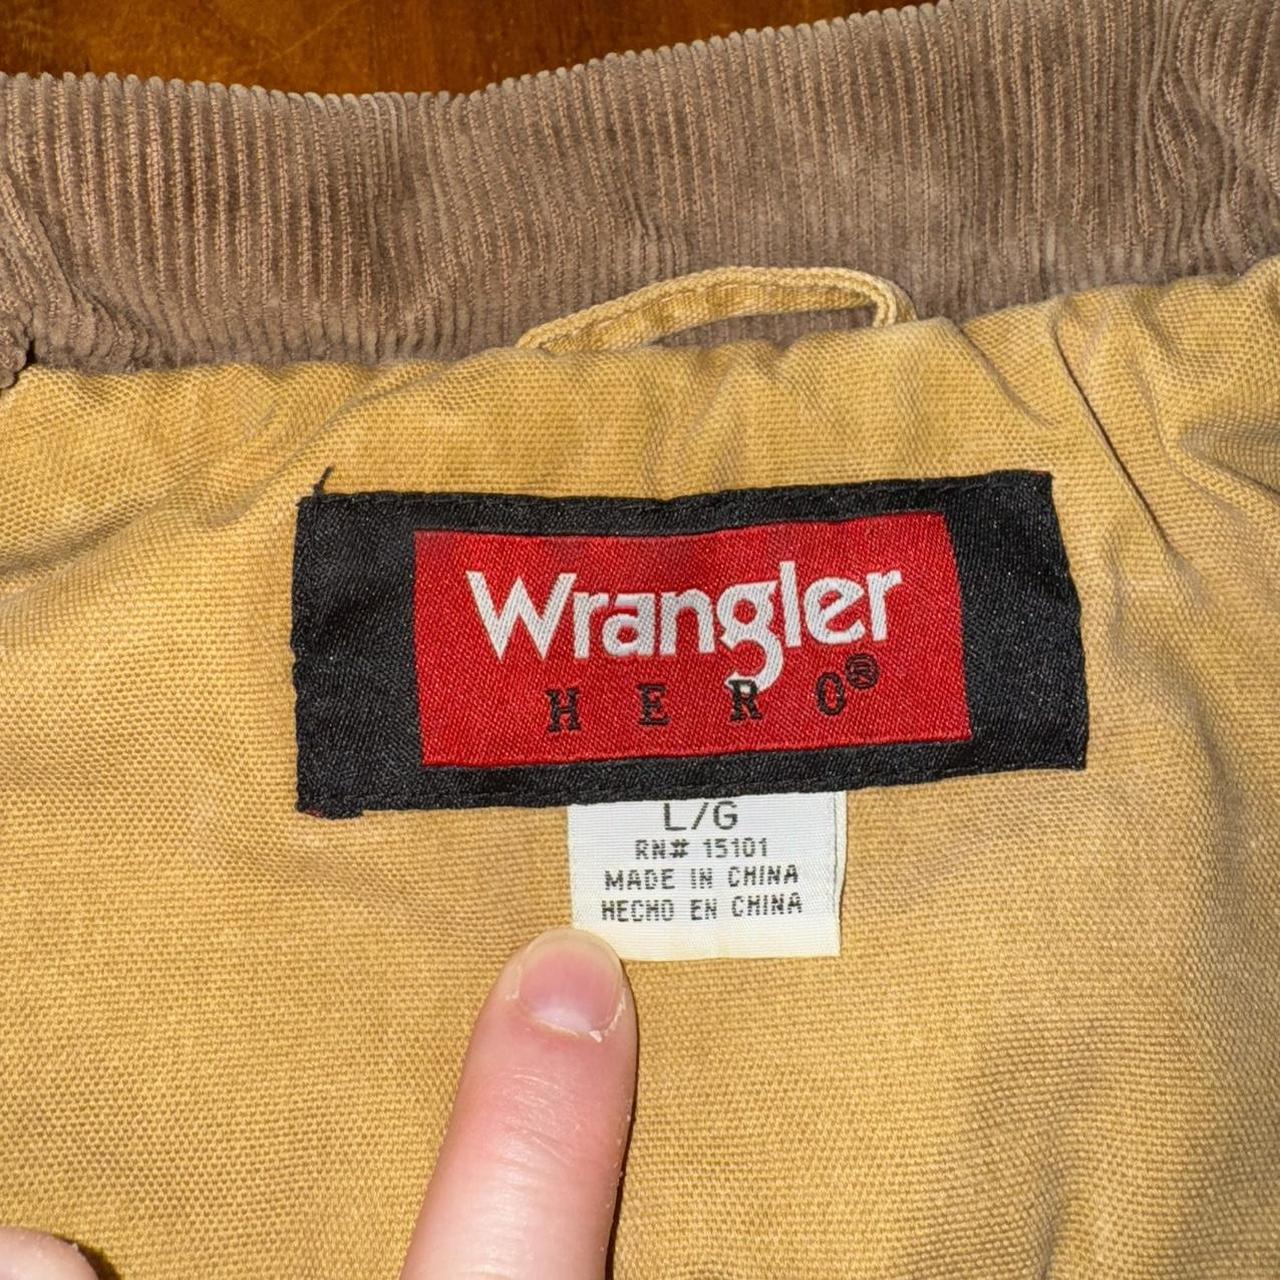 Wrangler
HERO®
L/G
RN# 15101
MADE IN CHINA
HECHO EN CHINA